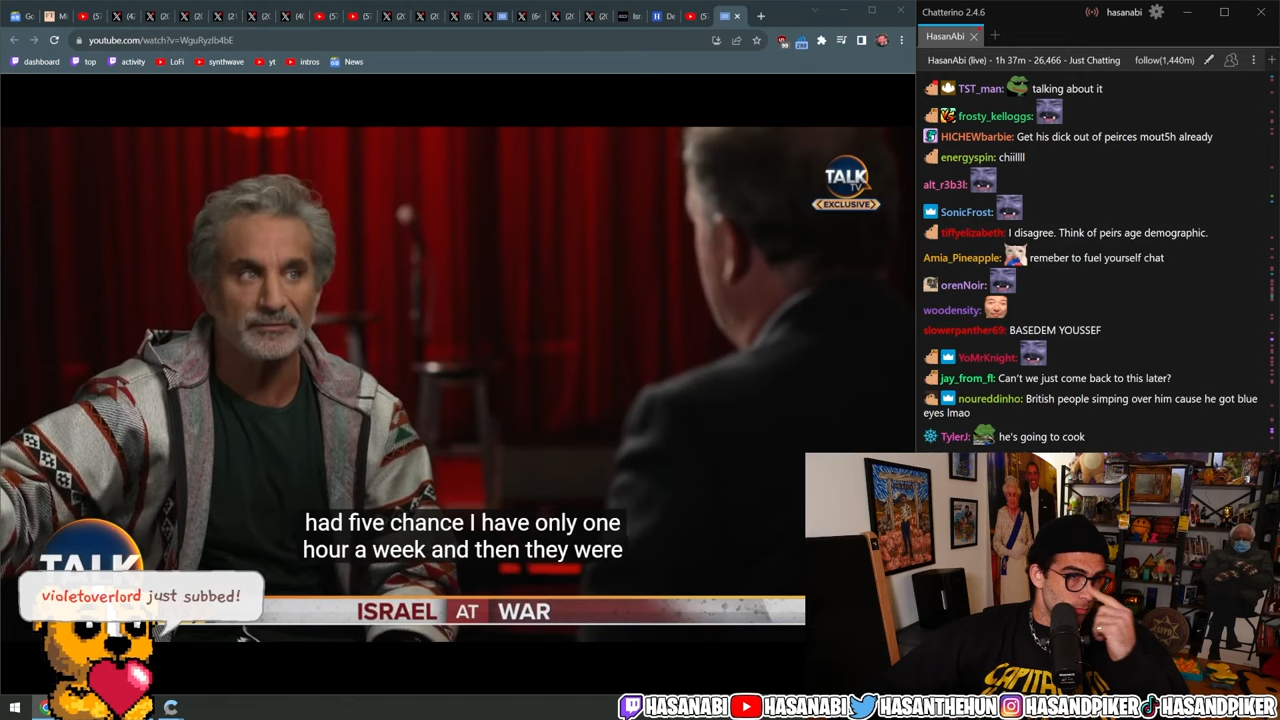 youtube.com/watch?v=WguRyzlb4bE
dashboard
top
activity
LoFi
synthwave
yt
intros
News
Chatterino 2.4.6
hasanabi
HasanAbi
HasanAbi (live) - 1h 37m - 26,466 - Just Chatting
follow(1,440m)
TST_man: talking about it
frosty_kelloggs:
HICHEWbarbie: Get his dick out of peirces mout5h already
energyspin: chiillll
alt_r3b3l:
SonicFrost:
tiffyelizabeth: I disagree. Think of peirs age demographic.
Amia_Pineapple: remeber to fuel yourself chat
orenNoir:
woodensity:
slowerpanther69: BASEDEM YOUSSEF
YoMrKnight:
jay_from_fl: Can't we just come back to this later?
noureddinho: British people simping over him cause he got blue
eyes lmao
TylerJ: he's going to cook
TALK
TV
EXCLUSIVE
had five chance I have only one
hour a week and then they were
TALK
violetoverlord just subbed!
ISRAEL AT WAR
HASANABI
HASANABI
HASANTHEHUN
HASANDPIKER
HASANDPIKER